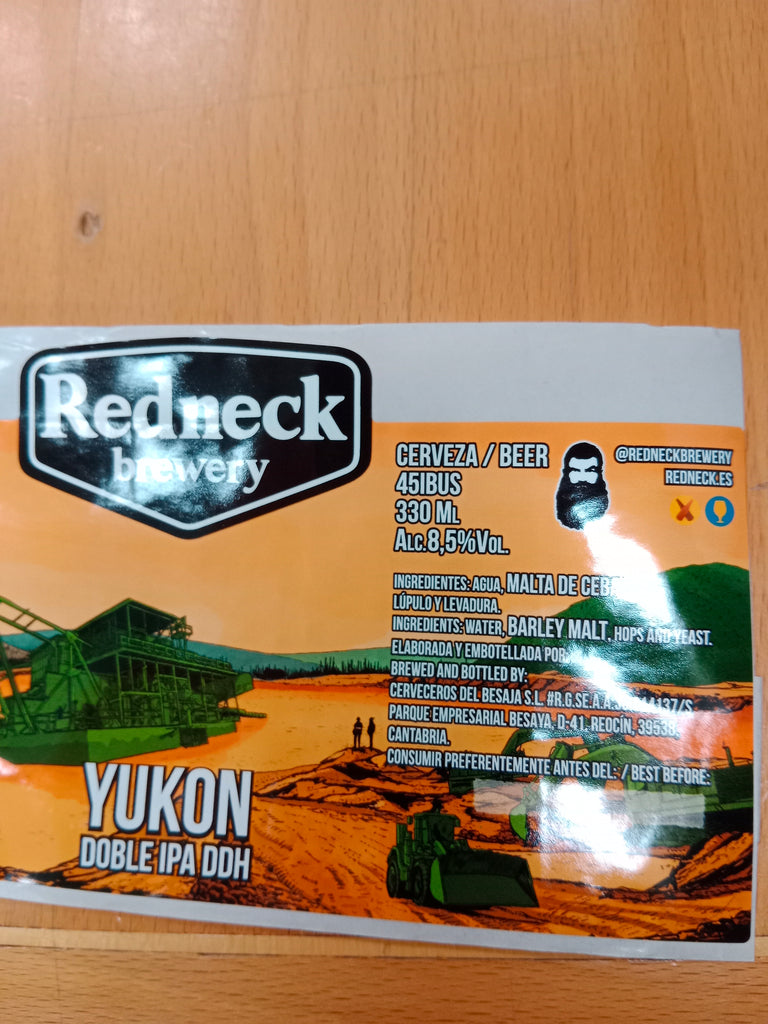 Redneck
brewery
CERVEZA / BEER
45IBUS
330 ML
ALC.8,5%VOL.
@REDNECKBREWERY
REDNECK.ES
INGREDIENTES: AGUA, MALTA DE
LÚPULO Y LEVADURA.
INGREDIENTS: WATER, BARLEY MALT, HOPS AND YEAST.
ELABORADA Y EMBOTELLADA POR
BREWED AND BOTTLED BY:
CERVECEROS DEL BESAJA S.L.
PARQUE EMPRESARIAL BESAYA, D-41, REOCÍN, 39538,
CANTABRIA.
CONSUMIR PREFERENTEMENTE ANTES DEL: / BEST BEFORE:
YUKON
DOBLE IPA DDH